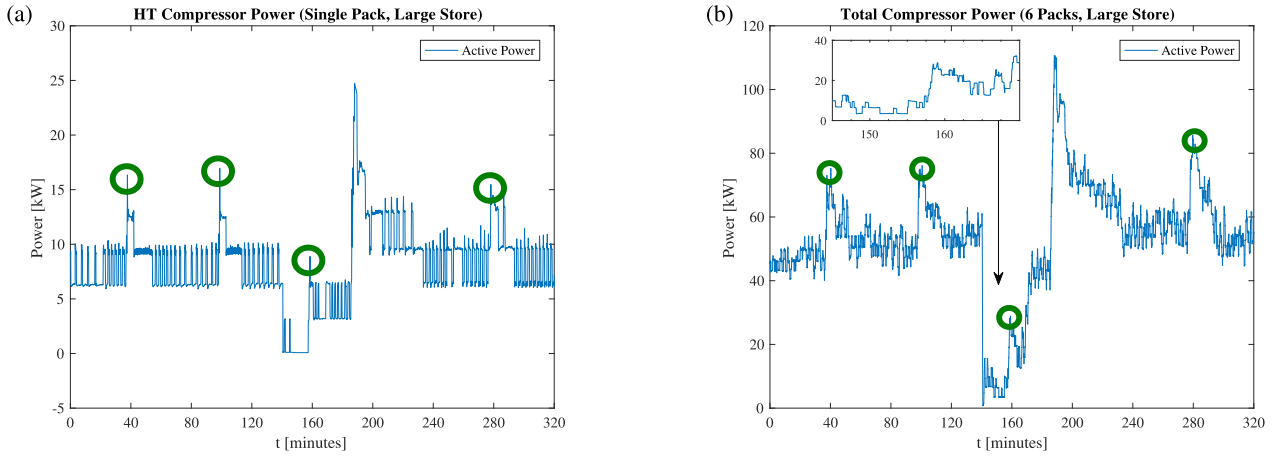 (a)
HT Compressor Power (Single Pack, Large Store)
30
25
20
15
10
5
0
-5
Power [kW]
Active Power
0 40 80 120 160 200 240 280 320
t [minutes]
(b)
Total Compressor Power (6 Packs, Large Store)
120
100
80
60
40
20
0
Power [kW]
Active Power
40
20
0
150 160
0 40 80 120 160 200 240 280 320
t [minutes]